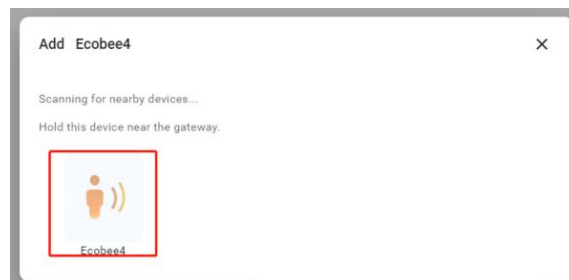 Add Ecobee4
Scanning for nearby devices...
Hold this device near the gateway.
Ecobee4